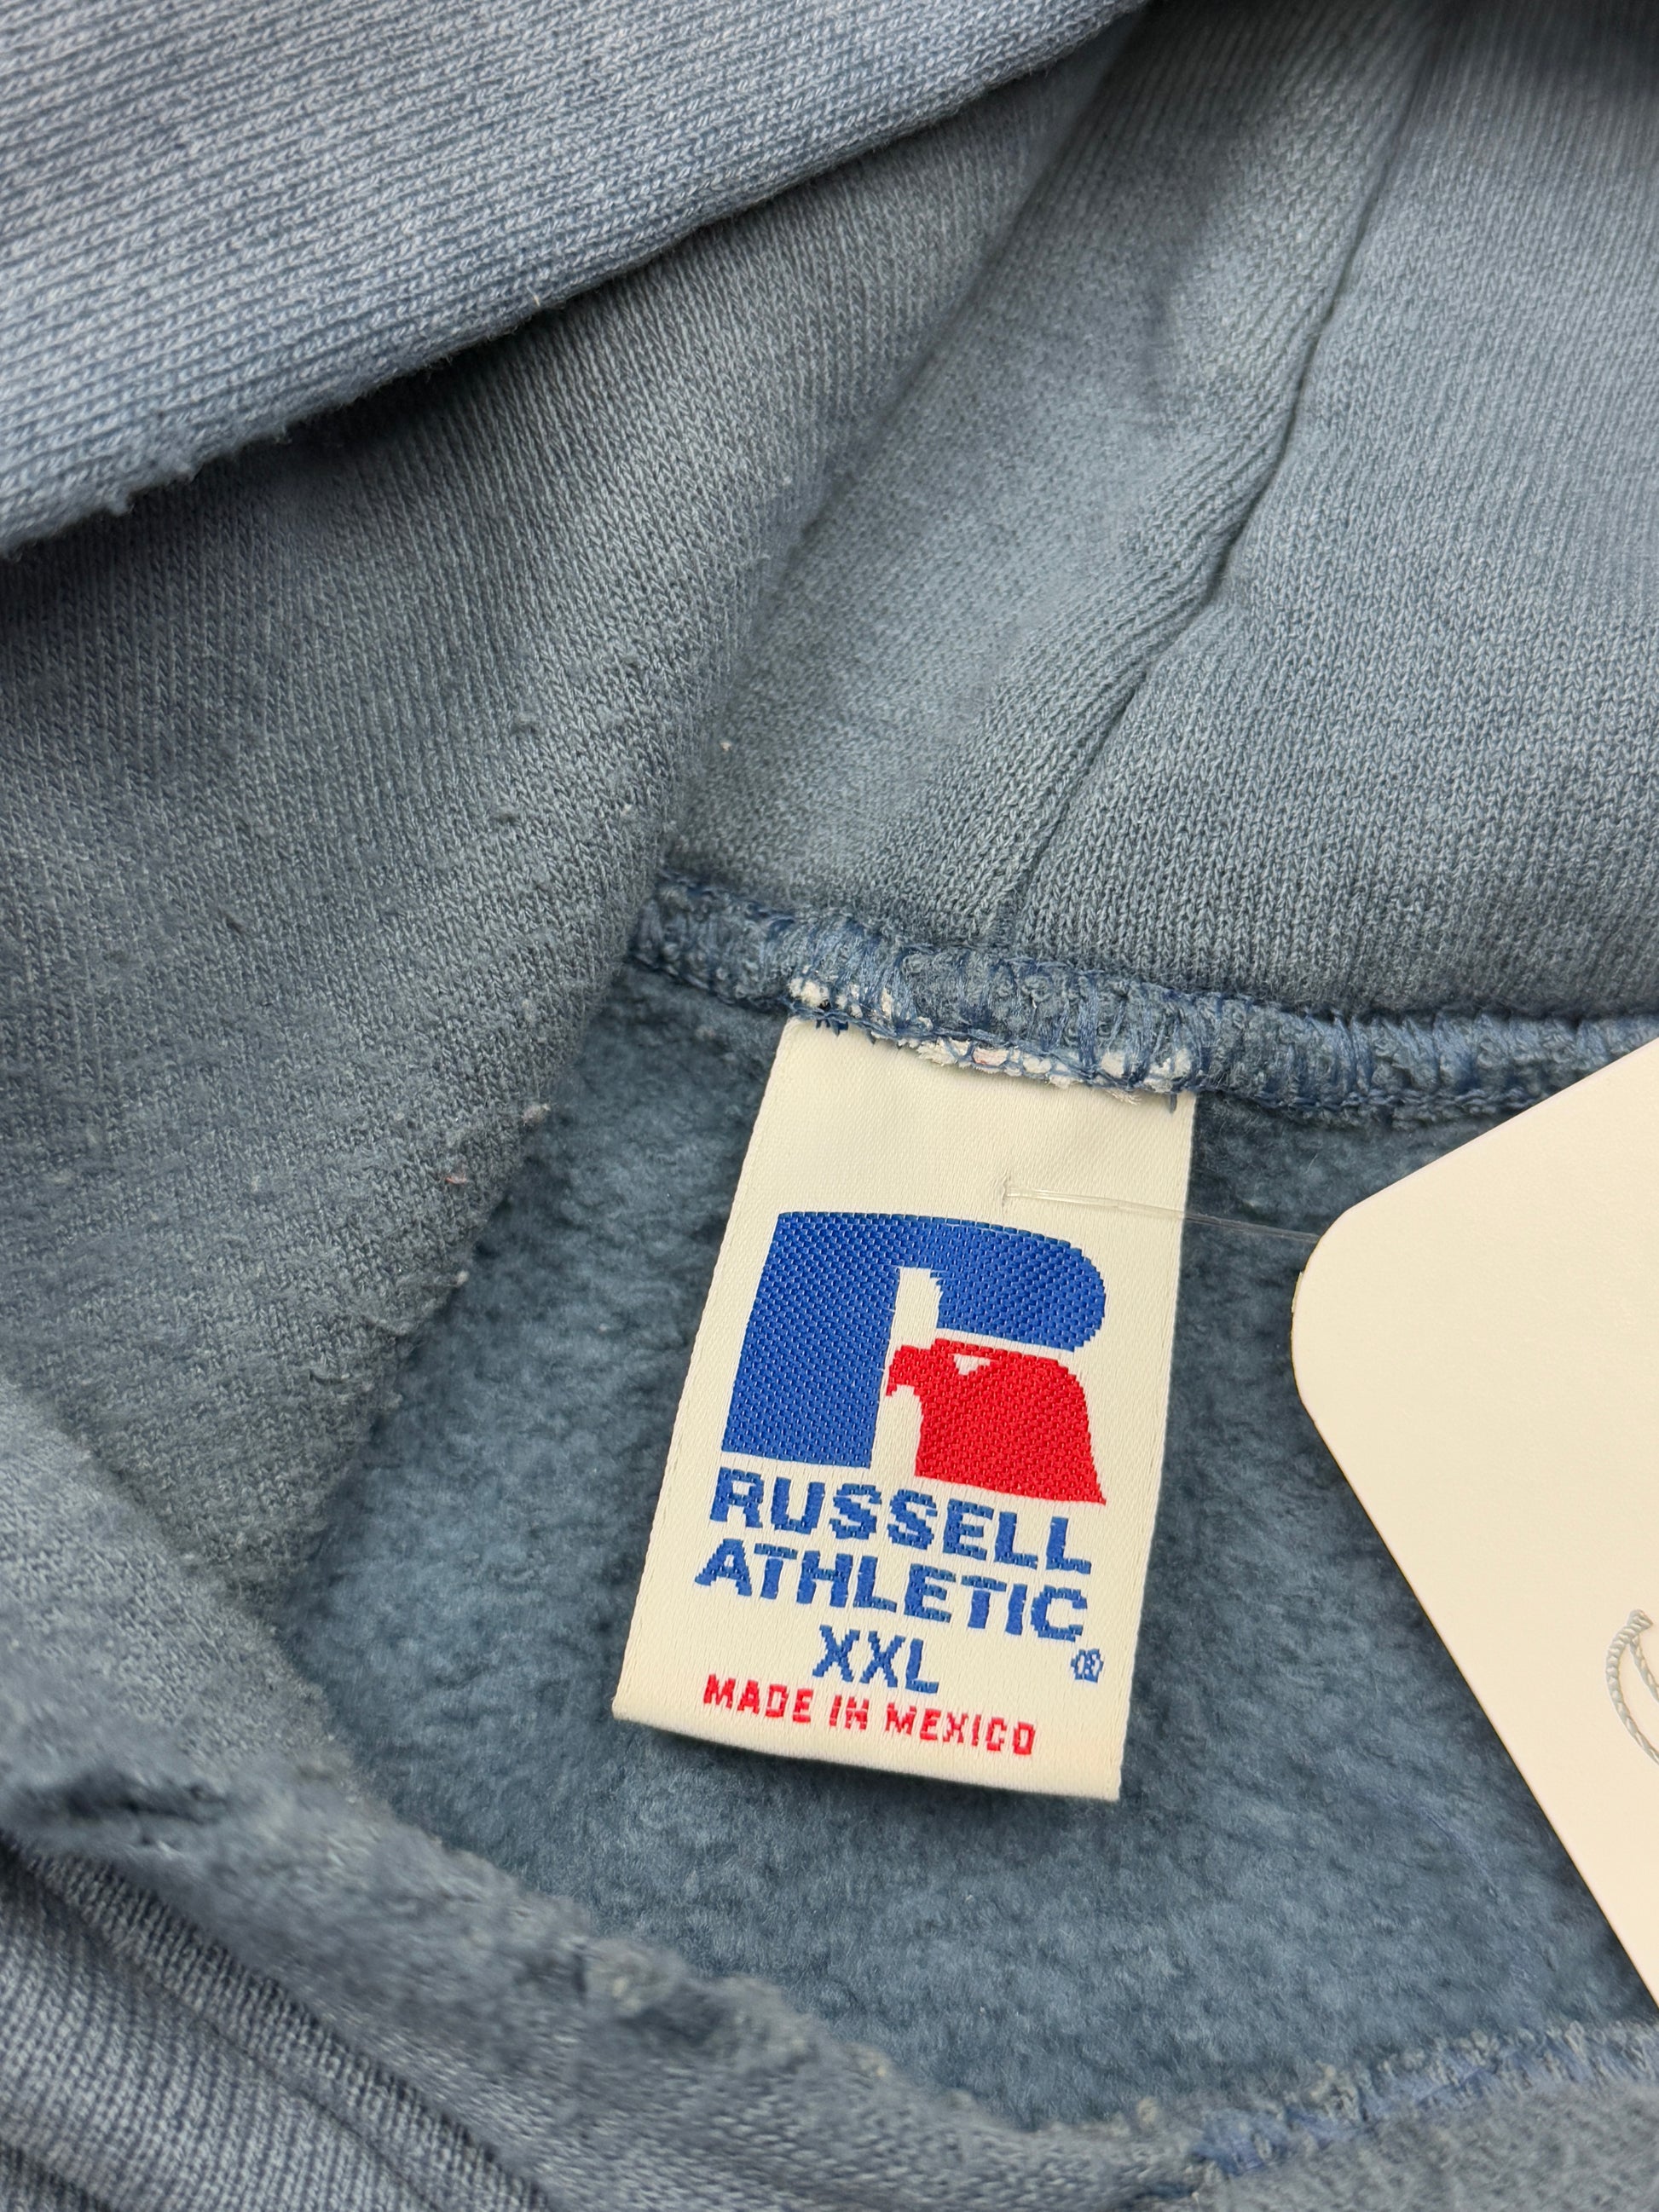 RUSSELL
ATHLETIC®
XXL
MADE IN MEXICO